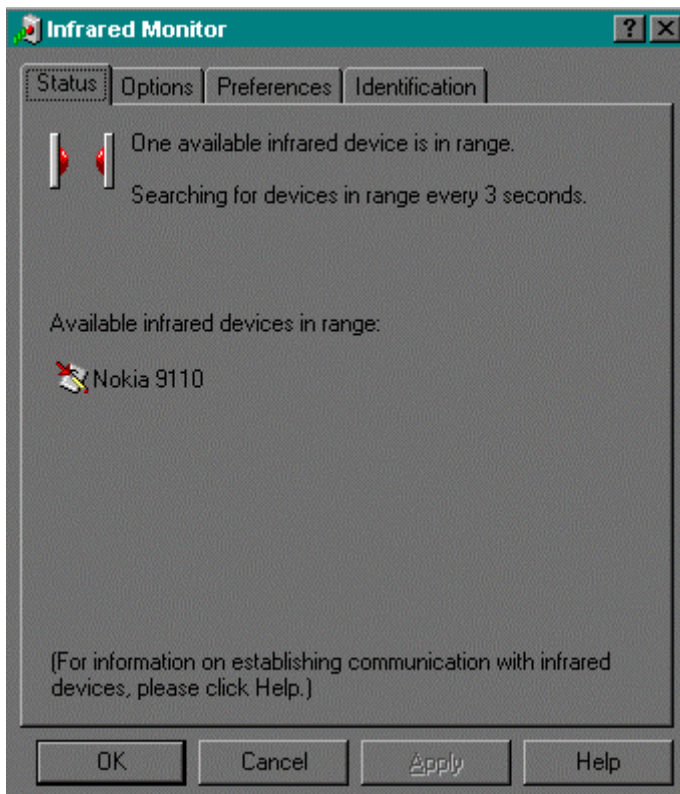 Infrared Monitor
Status
Options
Preferences
Identification
One available infrared device is in range.
Searching for devices in range every 3 seconds.
Available infrared devices in range:
Nokia 9110
(For information on establishing communication with infrared
devices, please click Help.)
OK
Cancel
Apply
Help